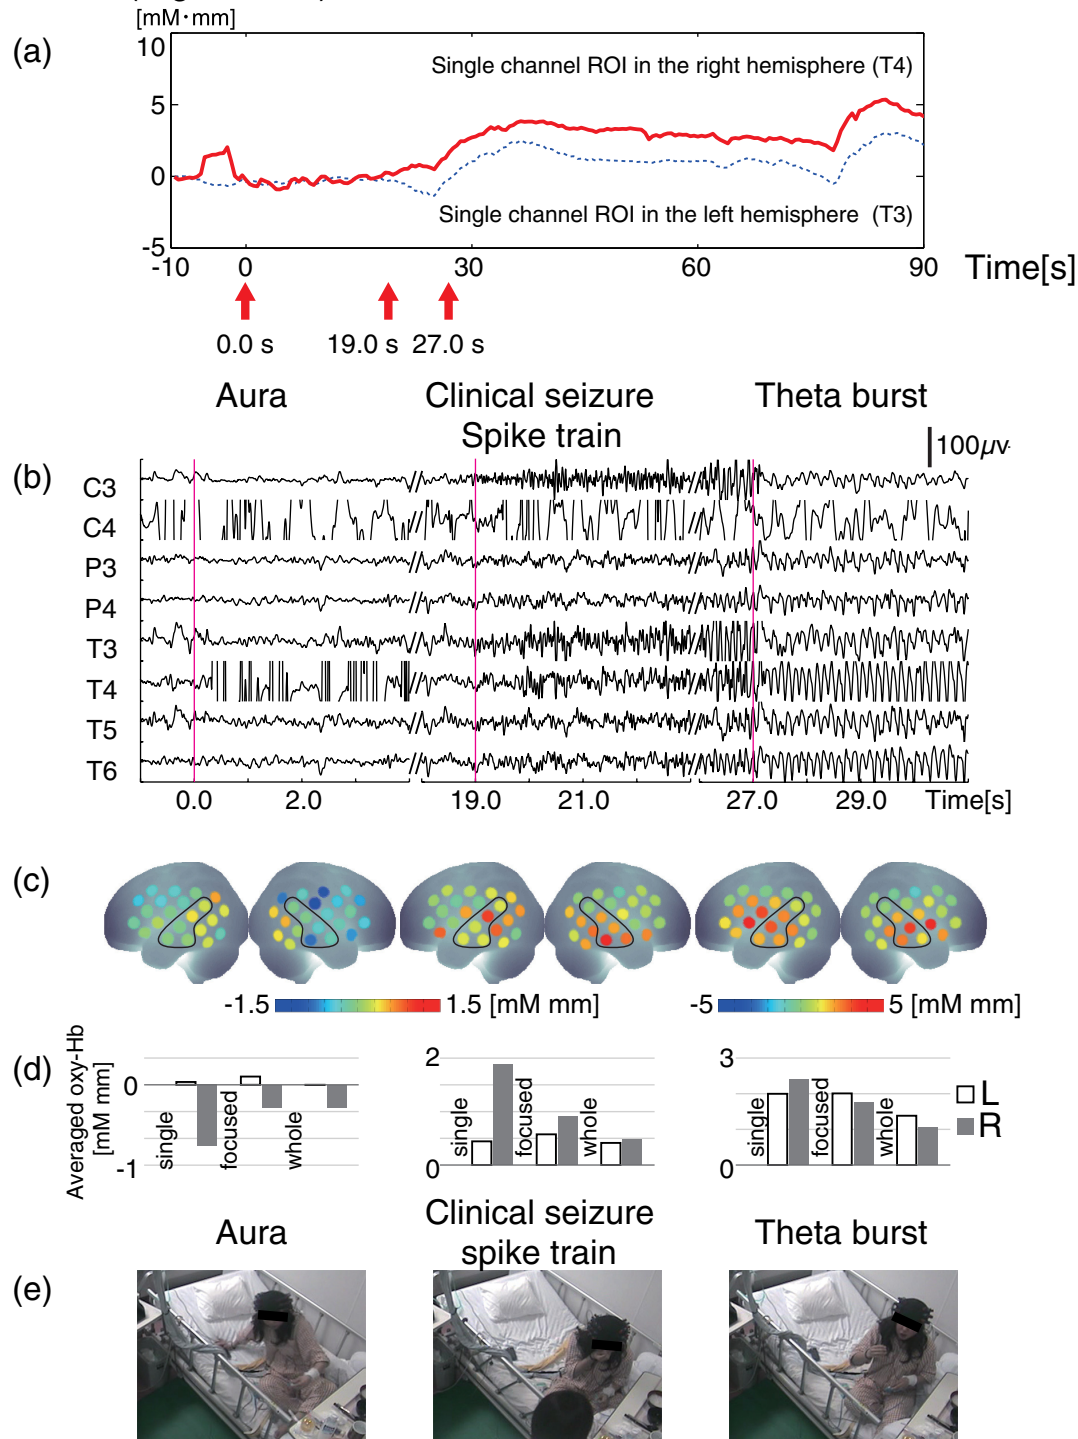 [mM·mm]
(a)
10
5
0
-5
Single channel ROI in the right hemisphere (T4)
Single channel ROI in the left hemisphere (T3)
-10 0 30 60 90 Time[s]
0.0 s 19.0 s 27.0 s
Aura Clinical seizure Theta burst
Spike train
100μv
(b)
C3
C4
P3
P4
T3
T4
T5
T6
0.0 2.0 19.0 21.0 27.0 29.0 Time[s]
(c)
-1.5 1.5 [mM mm] -5 5 [mM mm]
(d)
Averaged oxy-Hb
[mM mm]
0
-1
single
focused
whole
2
0
single
focused
whole
3
0
single
focused
whole
L
R
Aura Clinical seizure Theta burst
spike train
(e)